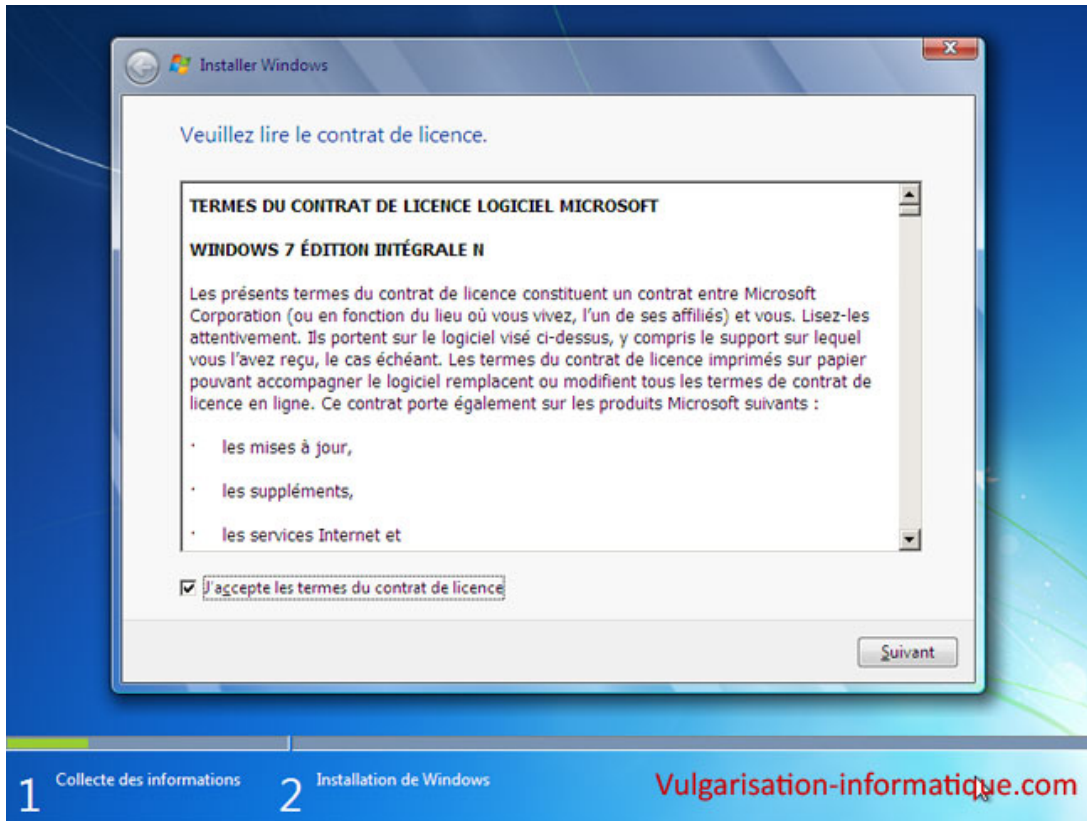 Installer Windows
Veuillez lire le contrat de licence.
TERMES DU CONTRAT DE LICENCE LOGICIEL MICROSOFT
WINDOWS 7 ÉDITION INTÉGRALE N
Les présents termes du contrat de licence constituent un contrat entre Microsoft
Corporation (ou en fonction du lieu où vous vivez, l'un de ses affiliés) et vous. Lisez-les
attentivement. Ils portent sur le logiciel visé ci-dessus, y compris le support sur lequel
vous l'avez reçu, le cas échéant. Les termes du contrat de licence imprimés sur papier
pouvant accompagner le logiciel remplacent ou modifient tous les termes de contrat de
licence en ligne. Ce contrat porte également sur les produits Microsoft suivants :
· les mises à jour,
· les suppléments,
· les services Internet et
J'accepte les termes du contrat de licence
Suivant
1 Collecte des informations
2 Installation de Windows
Vulgarisation-informatique.com